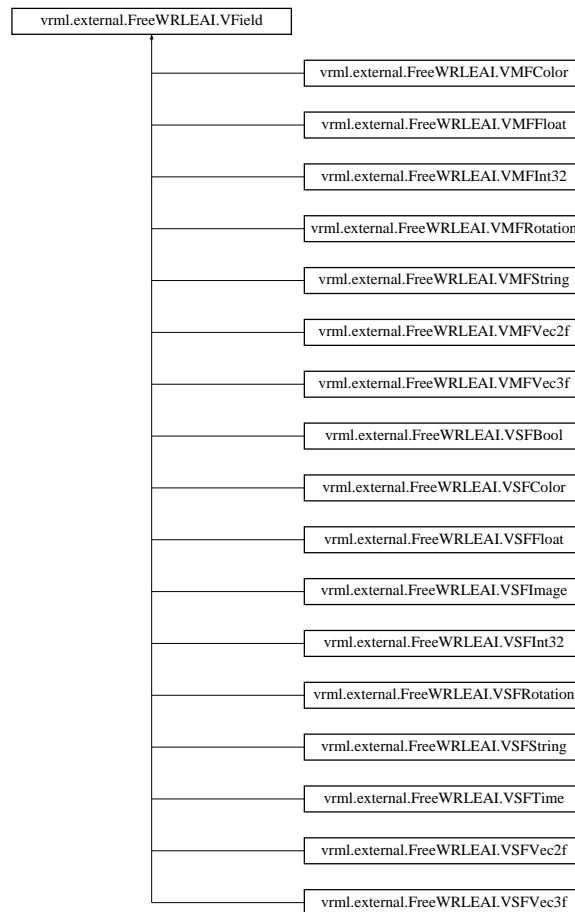 vrml.external.FreeWRLEAI.VField
vrml.external.FreeWRLEAI.VMFColor
vrml.external.FreeWRLEAI.VMFFloat
vrml.external.FreeWRLEAI.VMFInt32
vrml.external.FreeWRLEAI.VMFRotation
vrml.external.FreeWRLEAI.VMFString
vrml.external.FreeWRLEAI.VMFVec2f
vrml.external.FreeWRLEAI.VMFVec3f
vrml.external.FreeWRLEAI.VSFBool
vrml.external.FreeWRLEAI.VSFColor
vrml.external.FreeWRLEAI.VSFFloat
vrml.external.FreeWRLEAI.VSFImage
vrml.external.FreeWRLEAI.VSFInt32
vrml.external.FreeWRLEAI.VSFRotation
vrml.external.FreeWRLEAI.VSFString
vrml.external.FreeWRLEAI.VSFTime
vrml.external.FreeWRLEAI.VSFVec2f
vrml.external.FreeWRLEAI.VSFVec3f